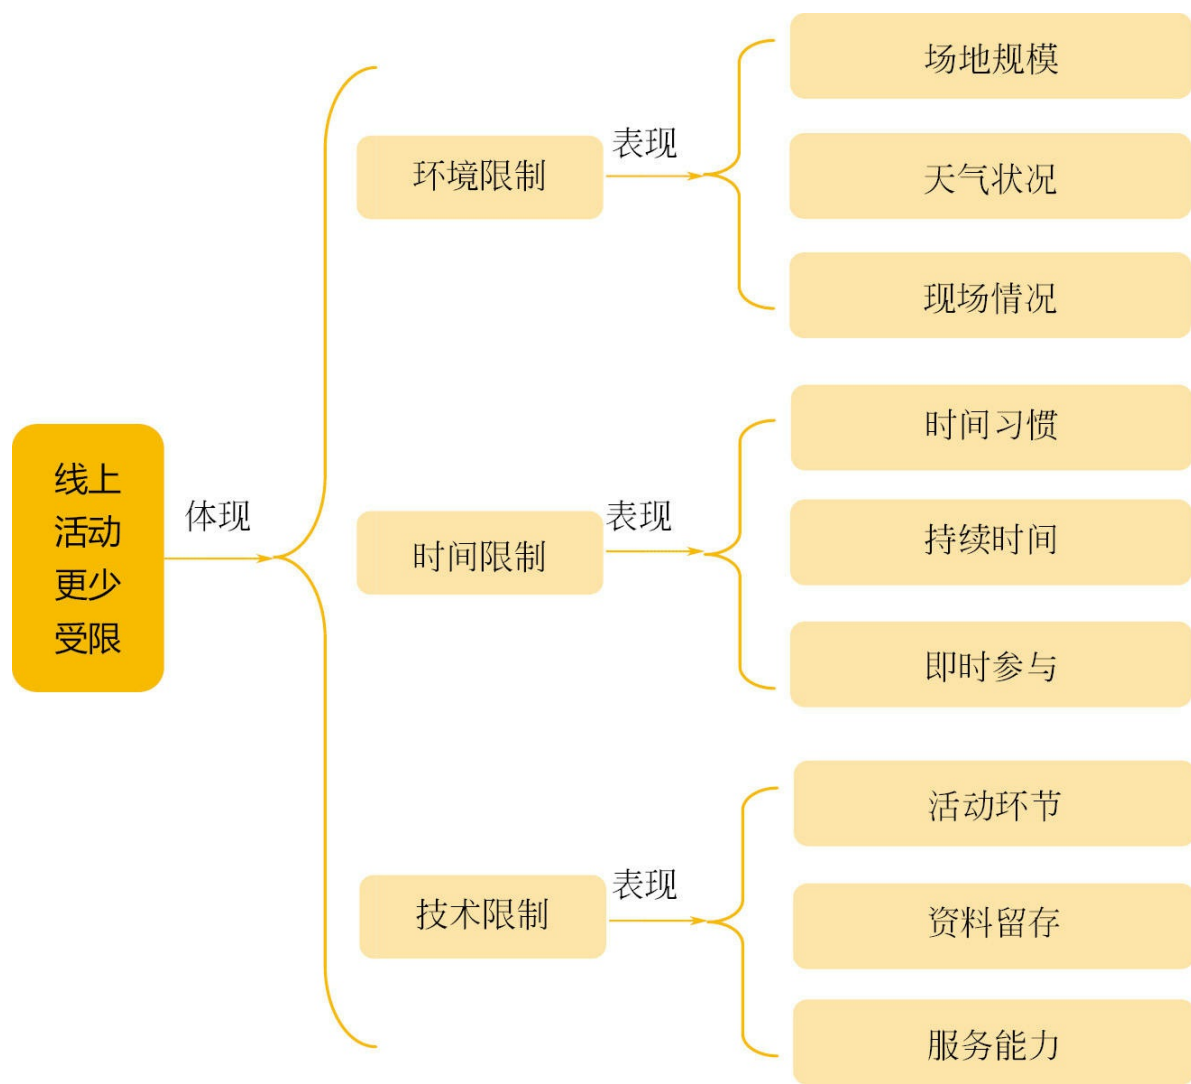 线上
活动
更少
受限
体现
环境限制
表现
场地规模
天气状况
现场情况
时间限制
表现
时间习惯
持续时间
即时参与
技术限制
表现
活动环节
资料留存
服务能力